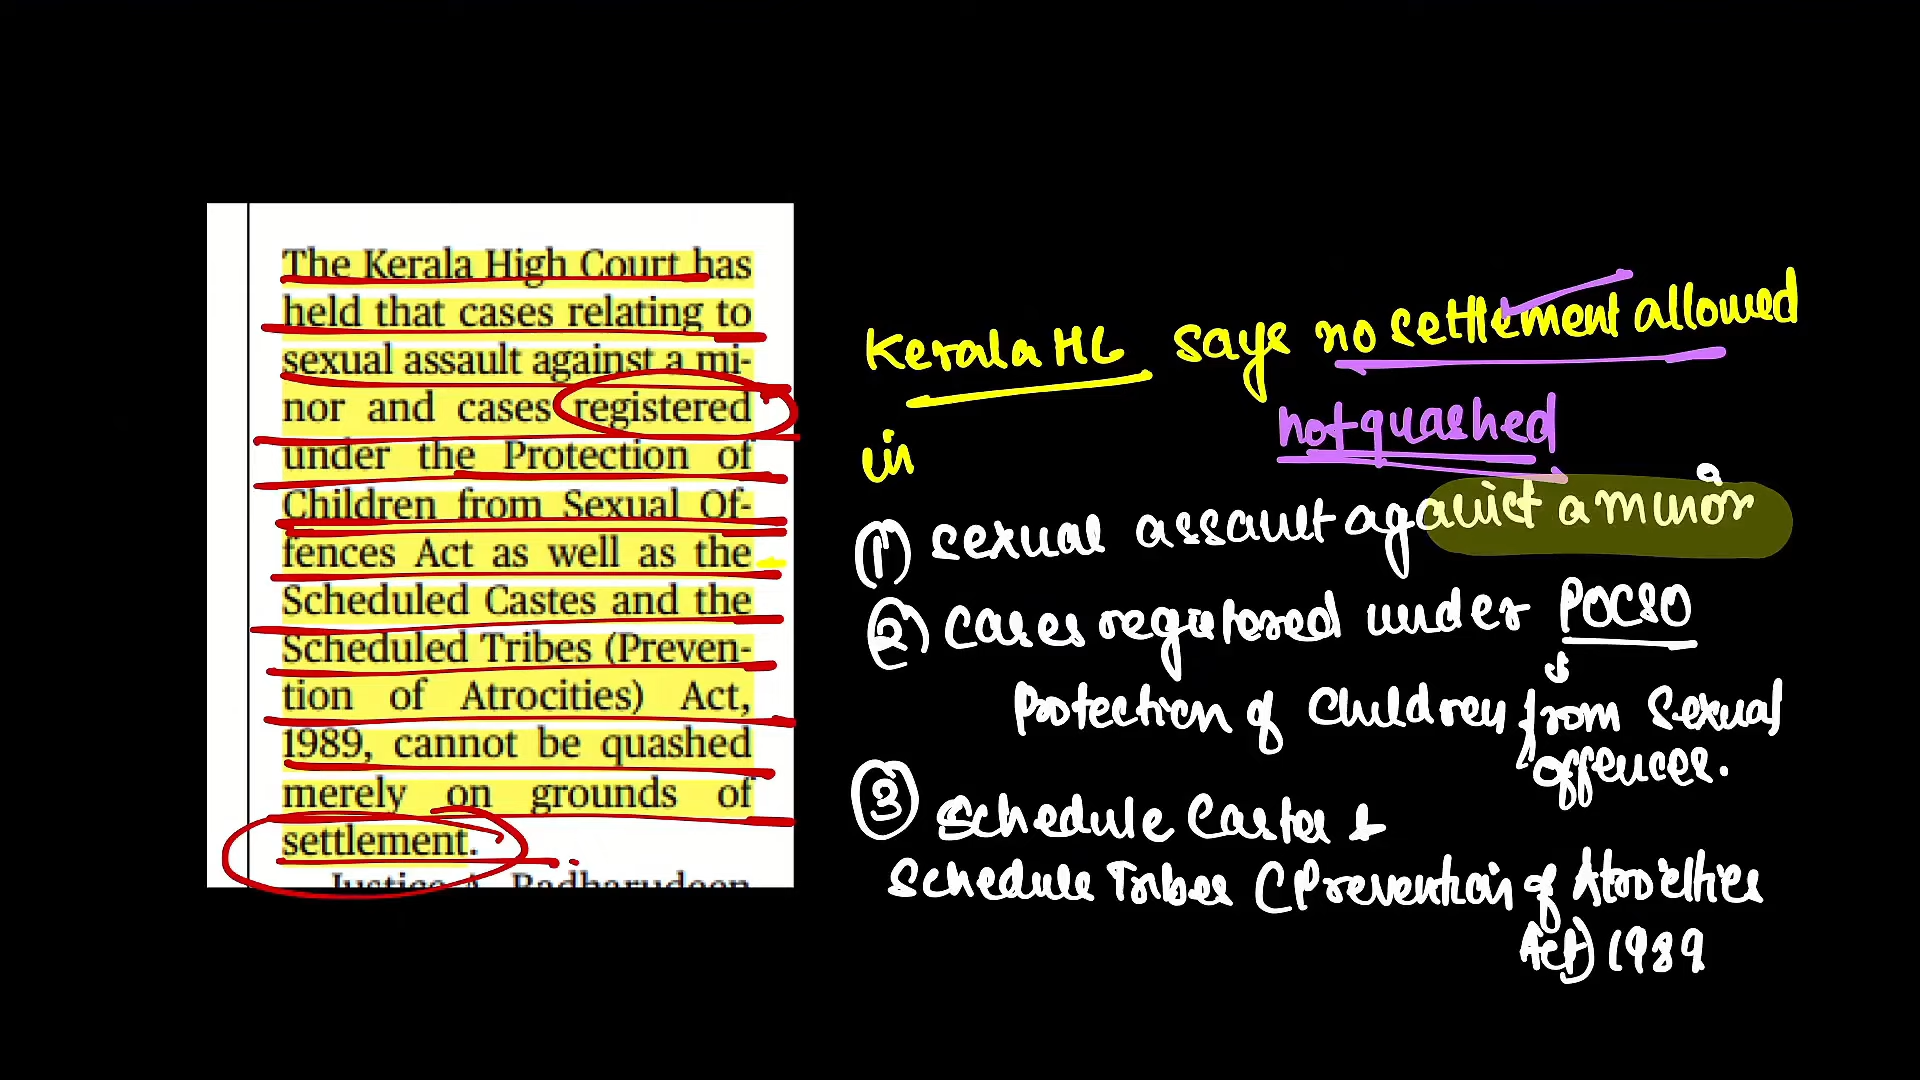 The Kerala High Court has
held that cases relating to
sexual assault against a mi-
nor and cases registered
under the Protection of
Children from Sexual Of-
fences Act as well as the
Scheduled Castes and the
Scheduled Tribes (Preven-
tion of Atrocities) Act,
1989, cannot be quashed
merely on grounds of
settlement.
Justice A. Badharudeen
Kerala HC says no settlement allowed
not quashed
in
(1) sexual assault against a minor
(2) Cases registered under POCSO
Protection of Children from Sexual
offences.
(3) Schedule Castes +
Schedule Tribes (Prevention of Atrocities
Act) 1989